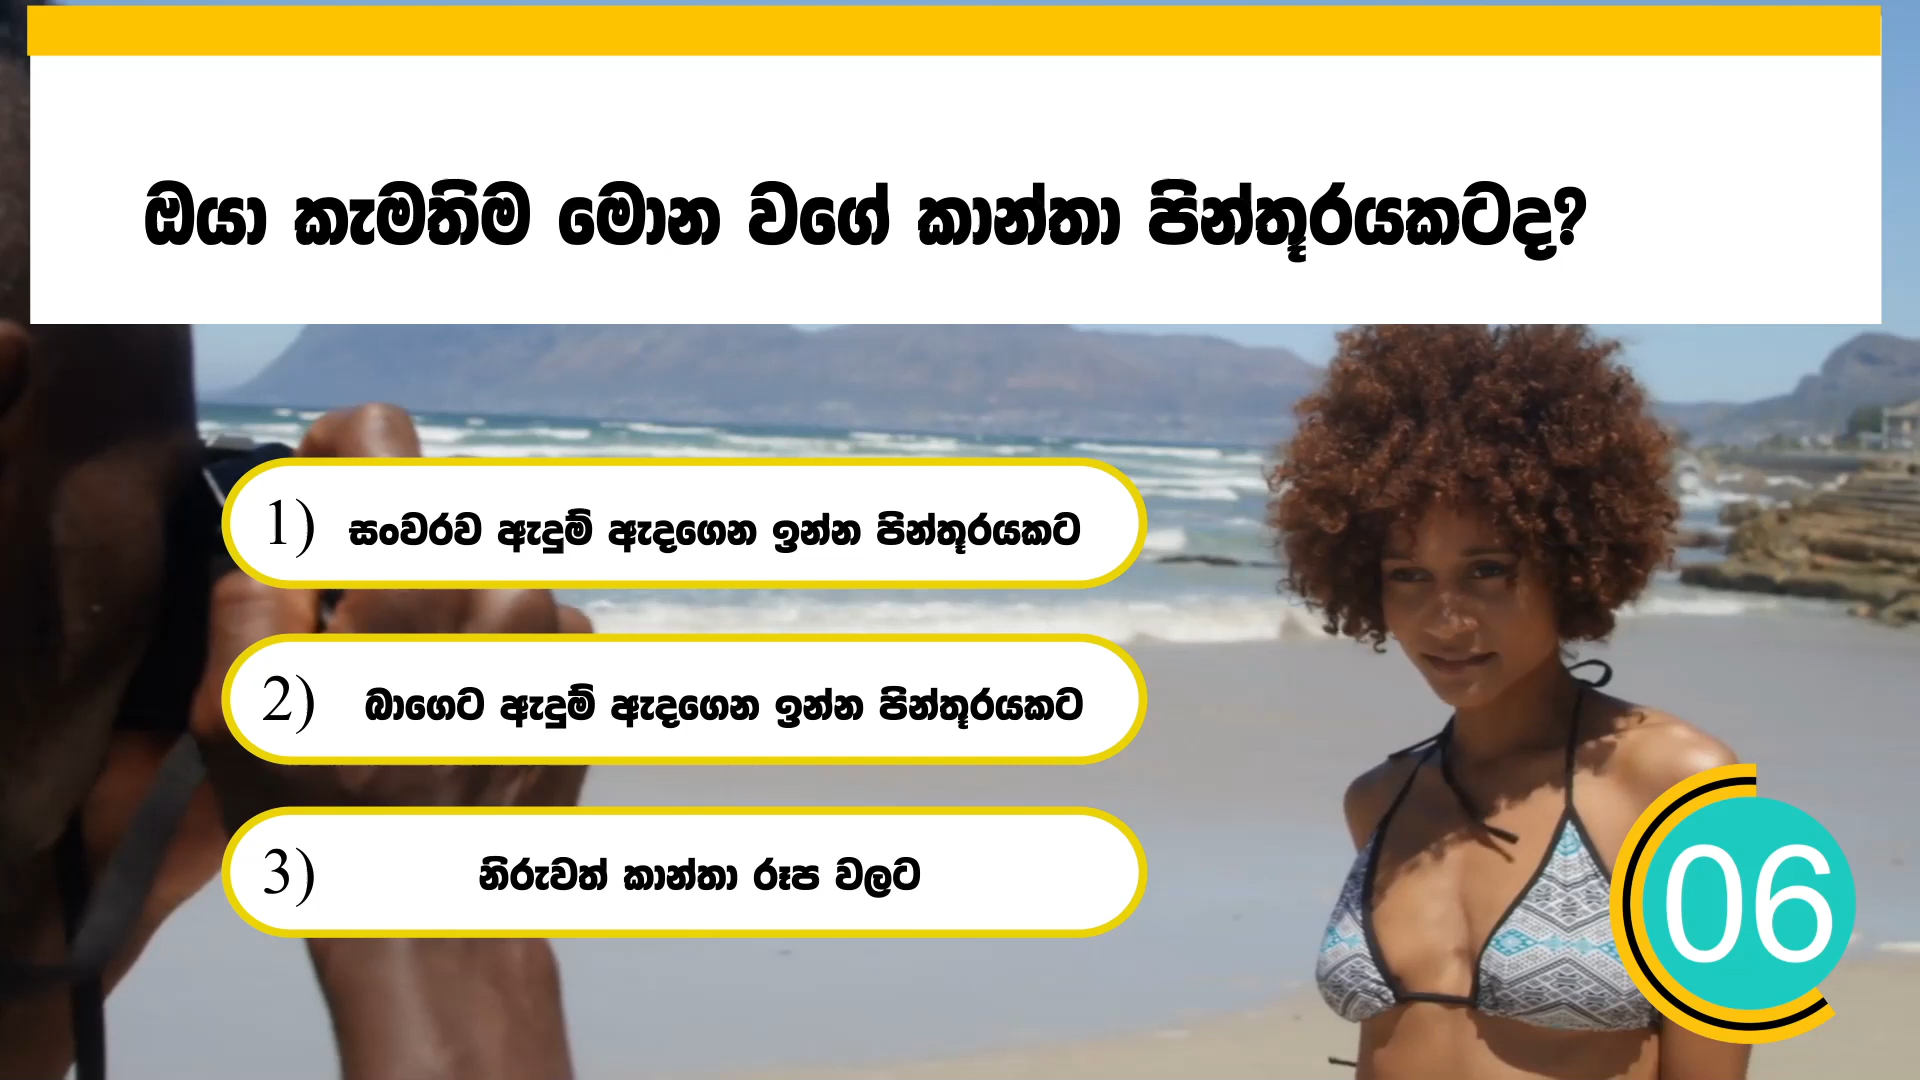 ඔයා කැමතිම මොන වගේ කාන්තා පින්තූරයකටද?
1) සංවරව ඇදුම් ඇදගෙන ඉන්න පින්තූරයකට
2) බාගෙට ඇදුම් ඇදගෙන ඉන්න පින්තූරයකට
3) නිරුවත් කාන්තා රූප වලට
06